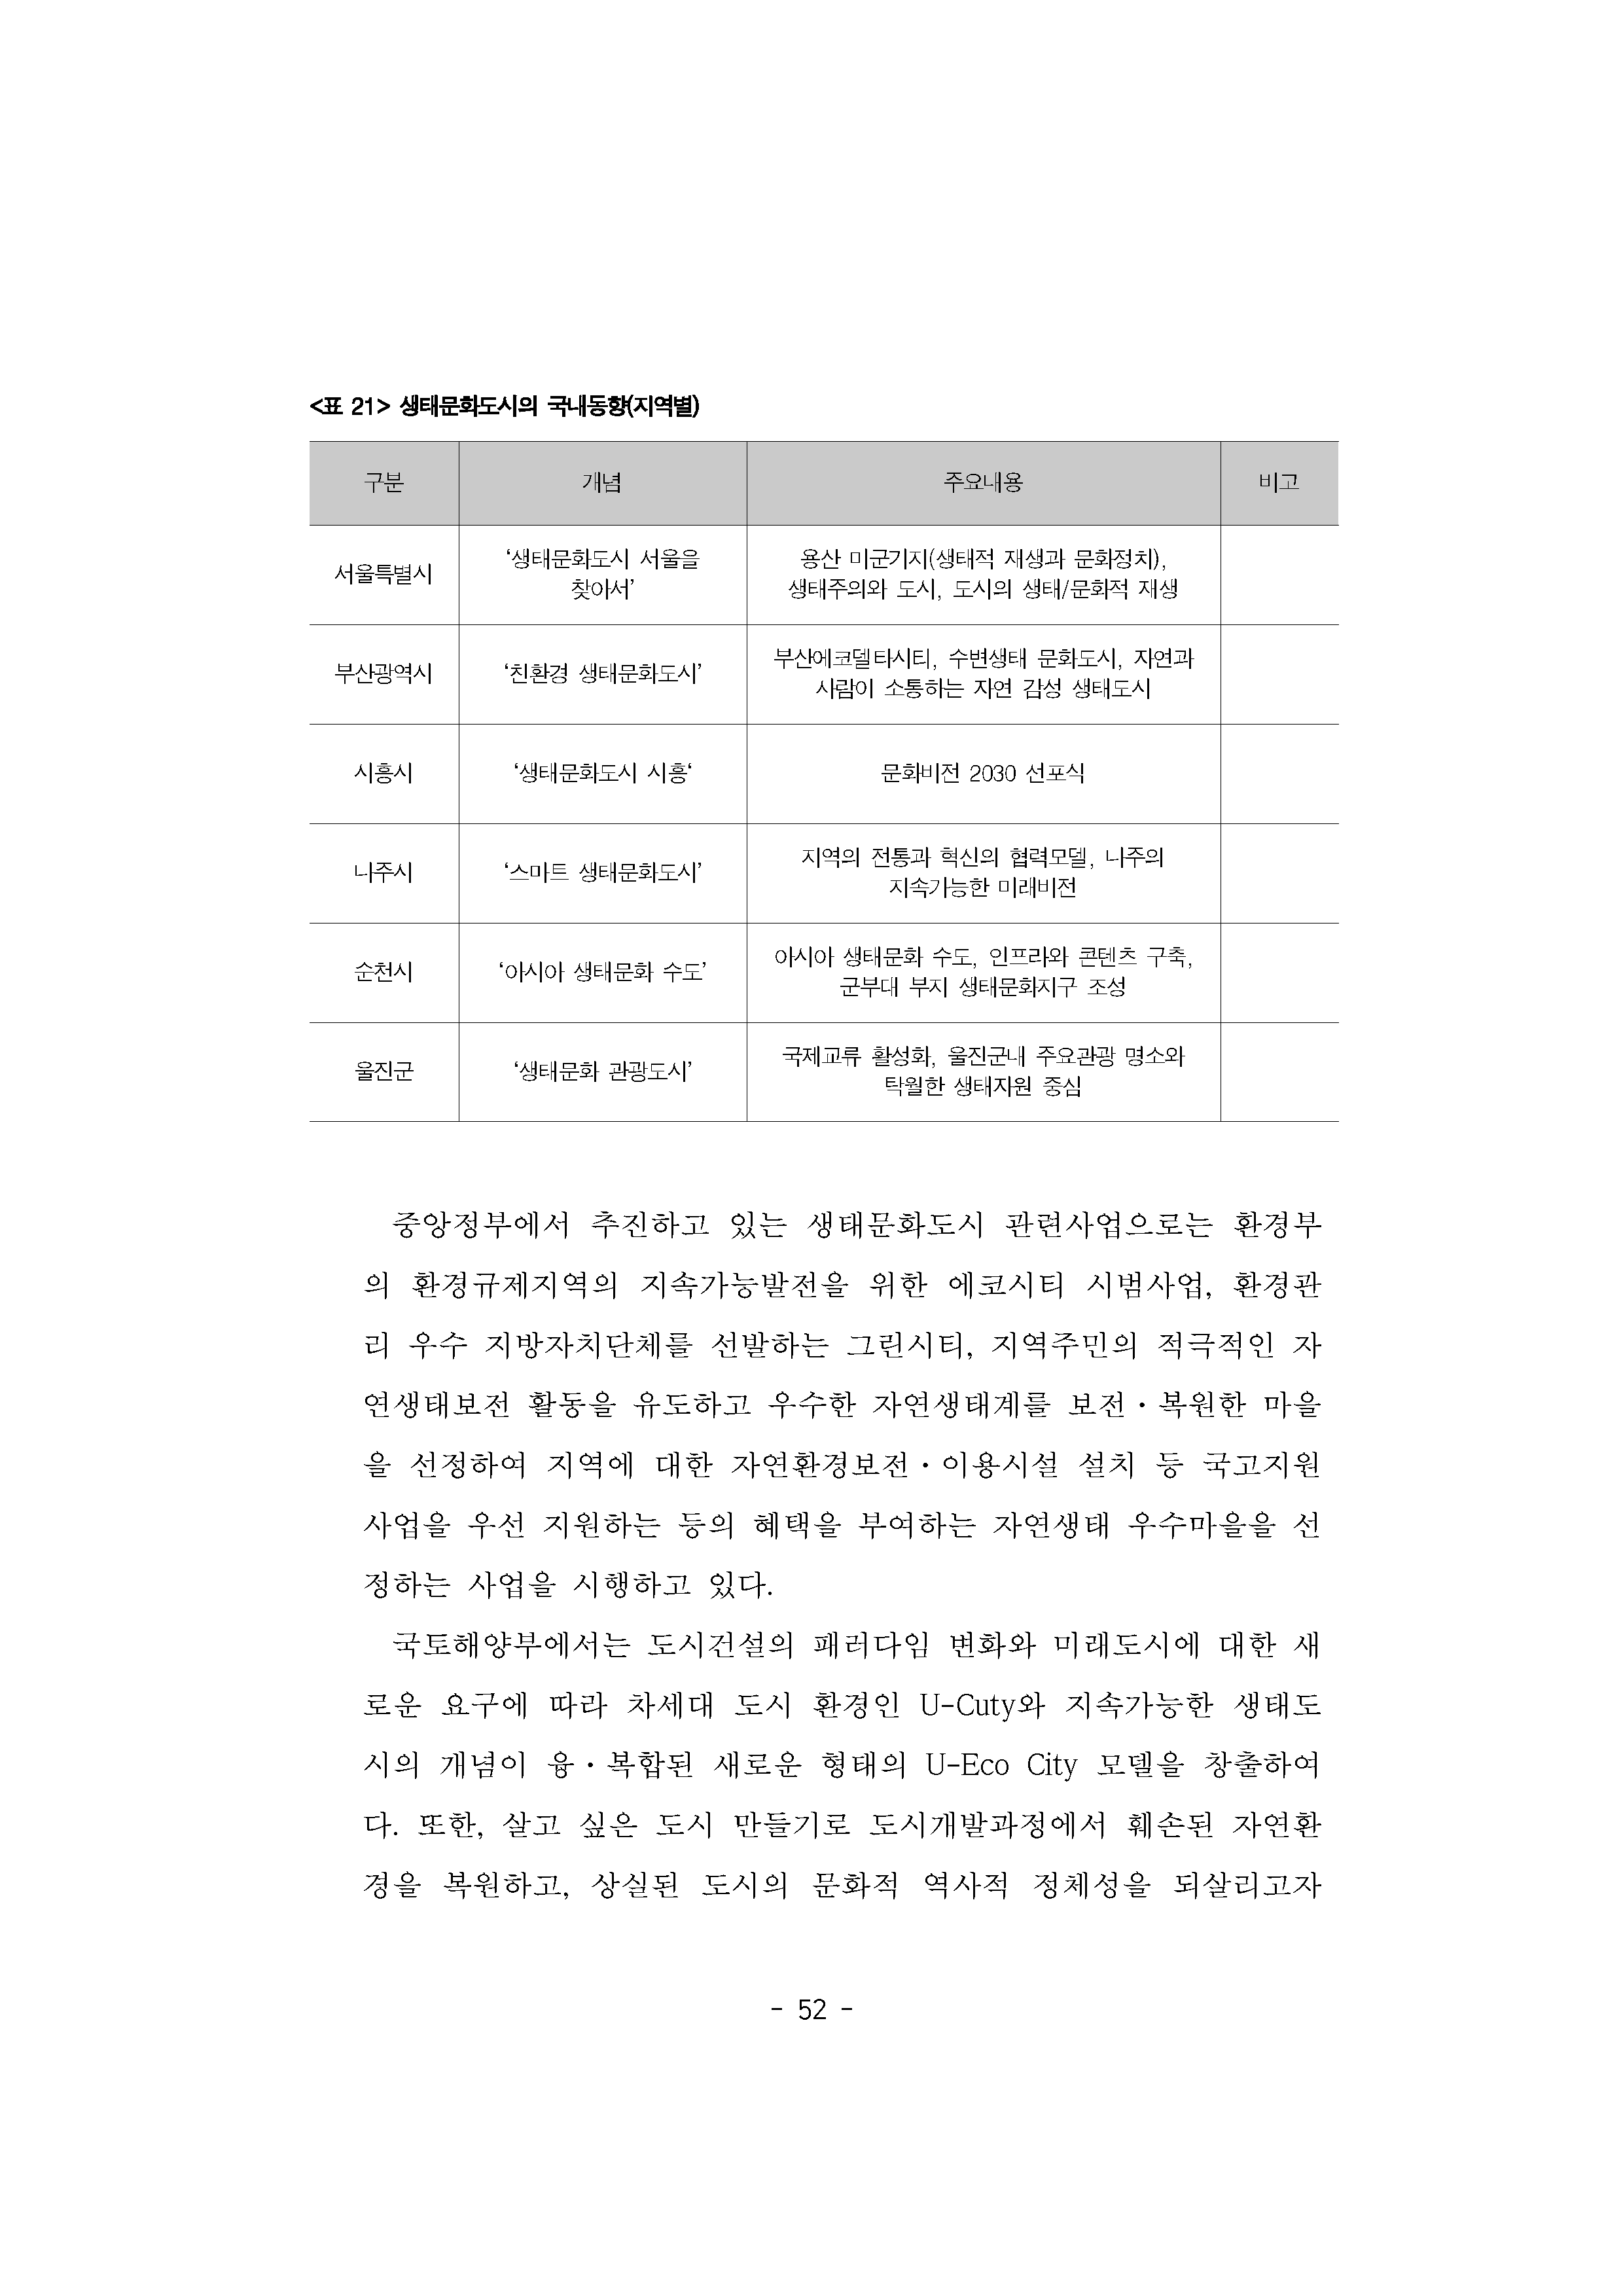 <표 21> 생태문화도시의 국내동향(지역별)
구분 개념 주요내용 비고
서울특별시 ‘생태문화도시 서울을 찾아서’ 용산 미군기지(생태적 재생과 문화정치),
생태주의와 도시, 도시의 생태/문화적 재생
부산광역시 ‘친환경 생태문화도시’ 부산에코델타시티, 수변생태 문화도시, 자연과
사람이 소통하는 자연 감성 생태도시
시흥시 ‘생태문화도시 시흥‘ 문화비전 2030 선포식
나주시 ‘스마트 생태문화도시’ 지역의 전통과 혁신의 협력모델, 나주의
지속가능한 미래비전
순천시 ‘아시아 생태문화 수도’ 아시아 생태문화 수도, 인프라와 콘텐츠 구축,
군부대 부지 생태문화지구 조성
울진군 ‘생태문화 관광도시’ 국제교류 활성화, 울진군내 주요관광 명소와
탁월한 생태자원 중심
중앙정부에서 추진하고 있는 생태문화도시 관련사업으로는 환경부
의 환경규제지역의 지속가능발전을 위한 에코시티 시범사업, 환경관
리 우수 지방자치단체를 선발하는 그린시티, 지역주민의 적극적인 자
연생태보전 활동을 유도하고 우수한 자연생태계를 보전·복원한 마을
을 선정하여 지역에 대한 자연환경보전·이용시설 설치 등 국고지원
사업을 우선 지원하는 등의 혜택을 부여하는 자연생태 우수마을을 선
정하는 사업을 시행하고 있다.
국토해양부에서는 도시건설의 패러다임 변화와 미래도시에 대한 새
로운 요구에 따라 차세대 도시 환경인 U-Cuty와 지속가능한 생태도
시의 개념이 융·복합된 새로운 형태의 U-Eco City 모델을 창출하여
다. 또한, 살고 싶은 도시 만들기로 도시개발과정에서 훼손된 자연환
경을 복원하고, 상실된 도시의 문화적 역사적 정체성을 되살리고자
- 52 -